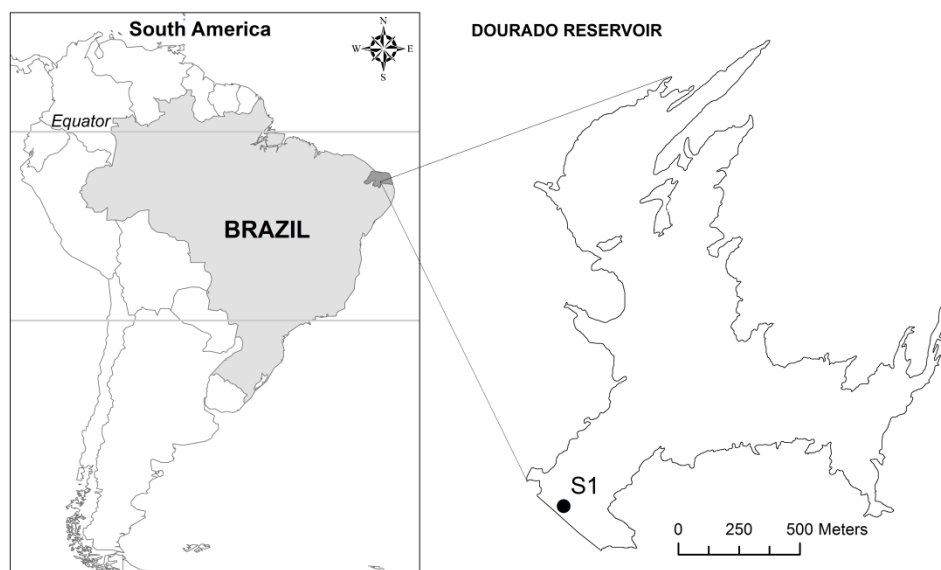 South America
N
W E
S
Equator
BRAZIL
DOURADO RESERVOIR
S1
0 250 500 Meters